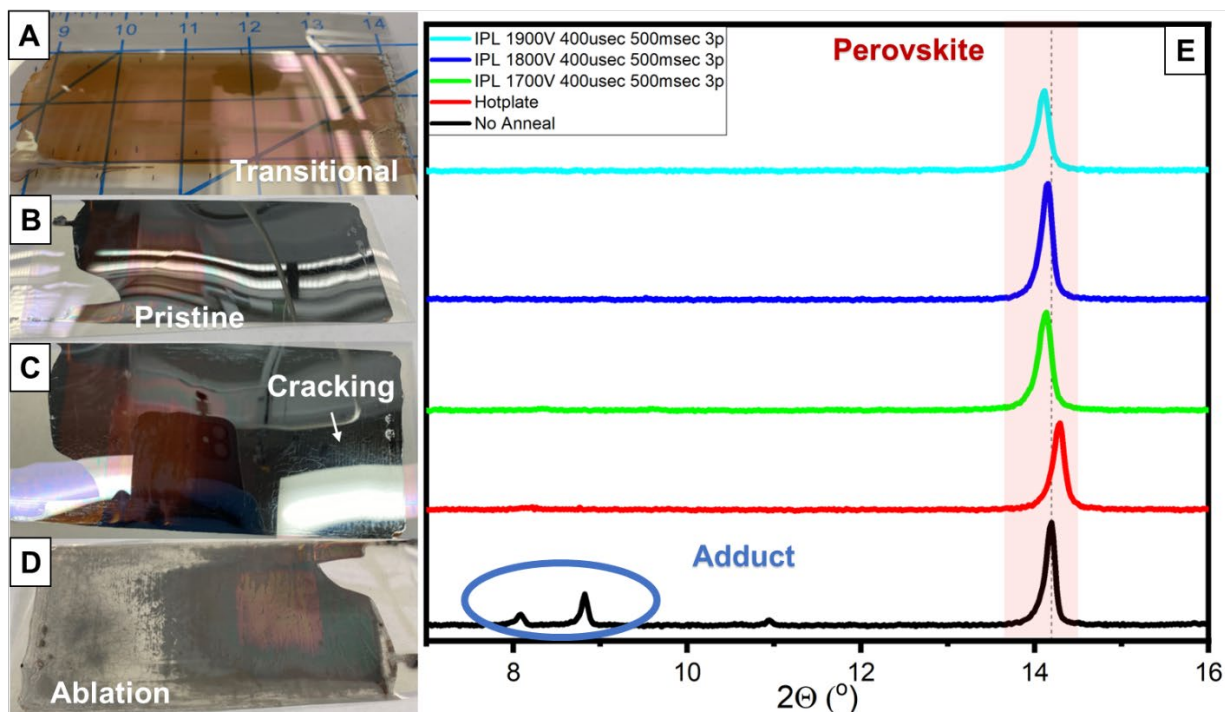 A
9 10 11 12 13 14
Transitional
B
Pristine
C
Cracking
D
Ablation
E
IPL 1900V 400usec 500msec 3p
IPL 1800V 400usec 500msec 3p
IPL 1700V 400usec 500msec 3p
Hotplate
No Anneal
Perovskite
Adduct
8 10 12 14 16
2Θ (°)